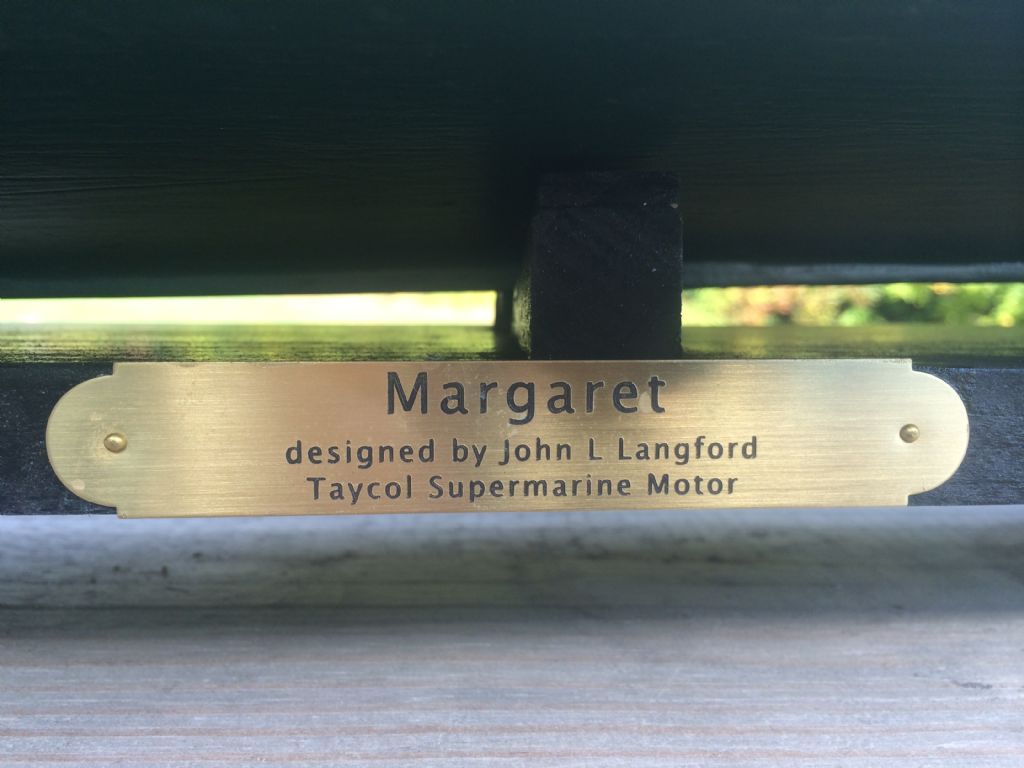 Margaret
designed by John L Langford
Taycol Supermarine Motor